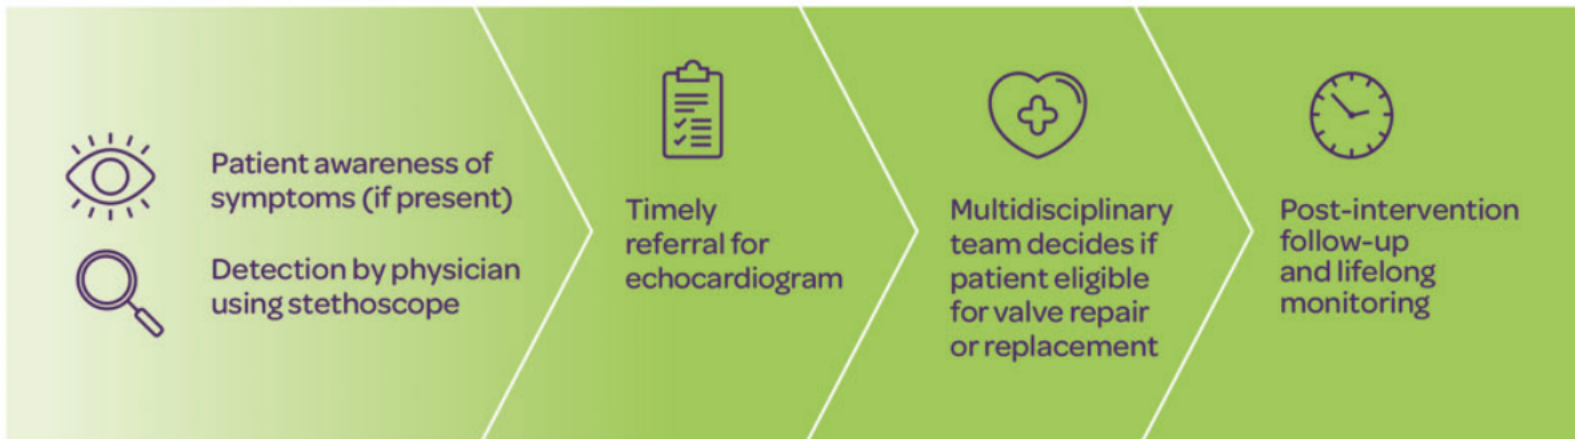 Patient awareness of
symptoms (if present)
Detection by physician
using stethoscope
Timely
referral for
echocardiogram
Multidisciplinary
team decides if
patient eligible
for valve repair
or replacement
Post-intervention
follow-up
and lifelong
monitoring